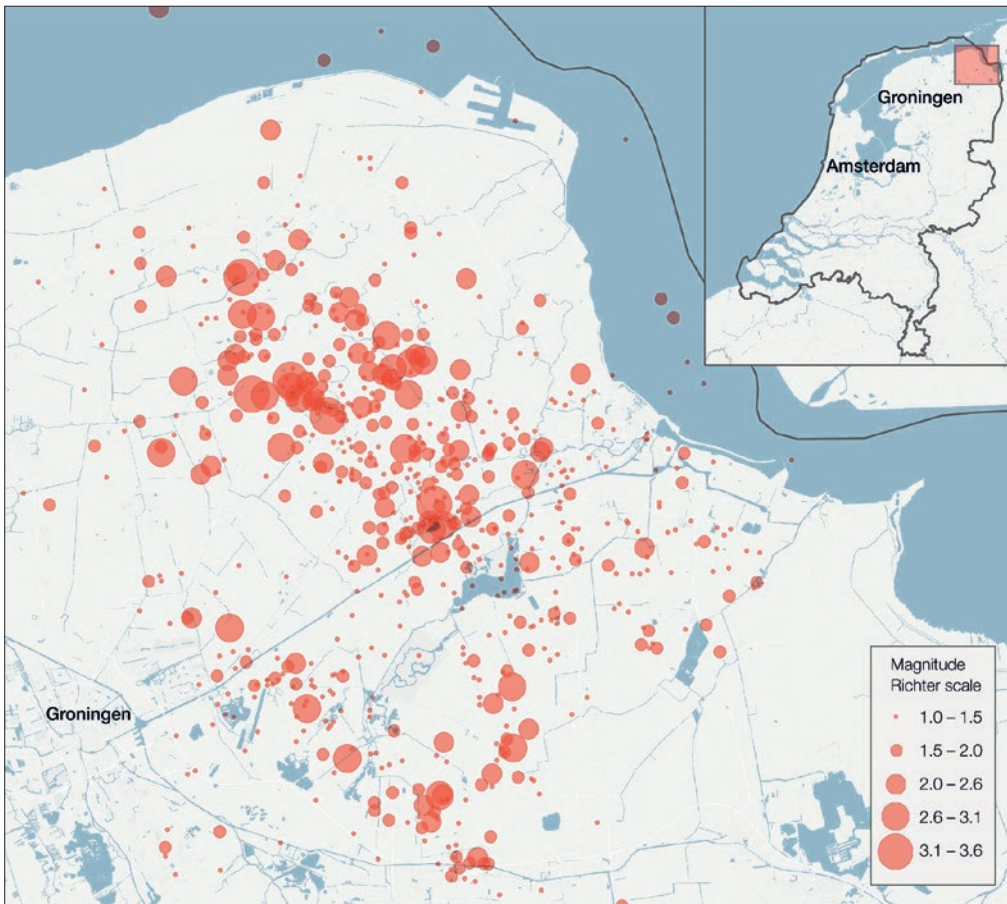 Groningen
Amsterdam
Groningen
Magnitude
Richter scale
1.0 – 1.5
1.5 – 2.0
2.0 – 2.6
2.6 – 3.1
3.1 – 3.6